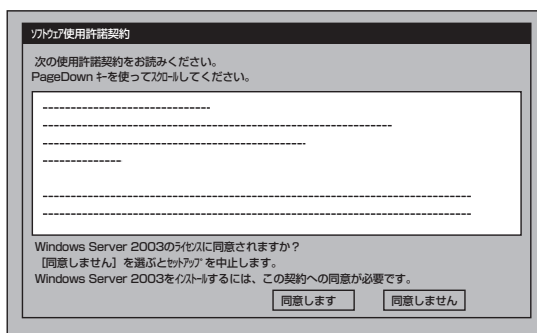 ソフトウェア使用許諾契約
次の使用許諾契約をお読みください。
PageDown キーを使ってスクロールしてください。
Windows Server 2003のライセンスに同意されますか？
［同意しません］を選ぶとセットアップを中止します。
Windows Server 2003をインストールするには、この契約への同意が必要です。
同意します
同意しません